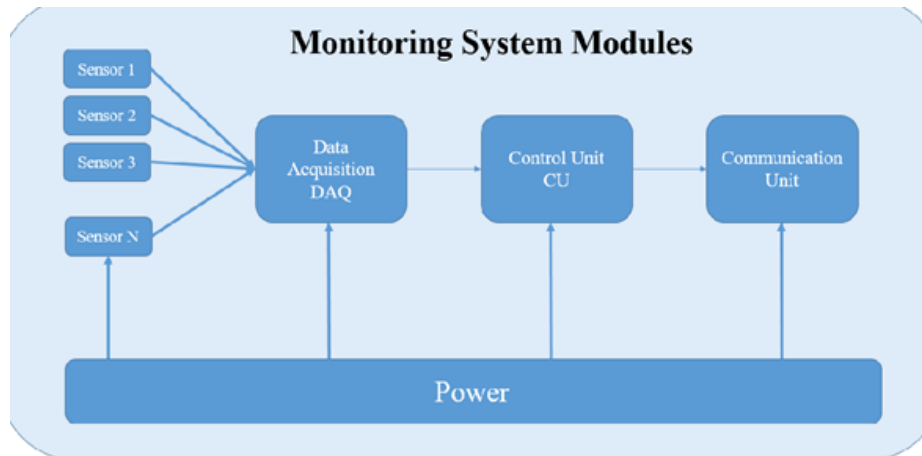 Monitoring System Modules
Sensor 1
Sensor 2
Sensor 3
Sensor N
Data
Acquisition
DAQ
Control Unit
CU
Communication
Unit
Power